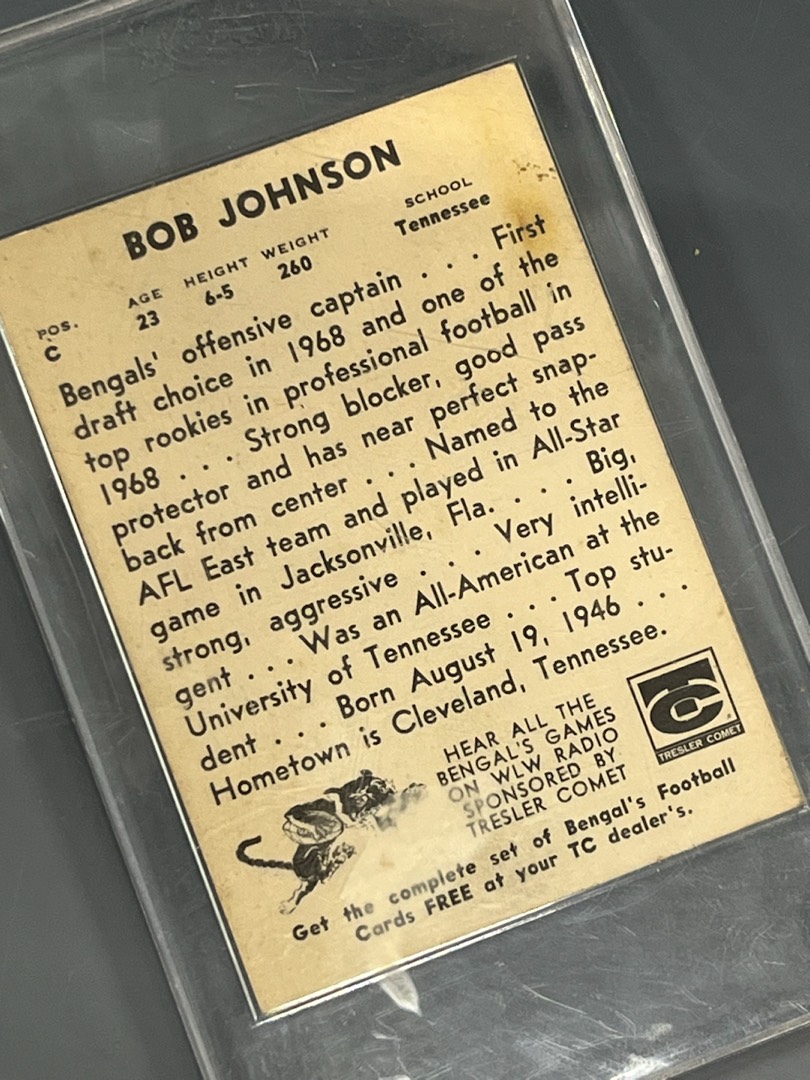 BOB JOHNSON
POS. AGE HEIGHT WEIGHT SCHOOL
C 23 6-5 260 Tennessee
Bengals' offensive captain . . . First
draft choice in 1968 and one of the
top rookies in professional football in
1968 . . . Strong blocker, good pass
protector and has near perfect snap-
back from center . . . Named to the
AFL East team and played in All-Star
game in Jacksonville, Fla. . . . Big,
strong, aggressive . . . Very intelli-
gent . . . Was an All-American at the
University of Tennessee . . . Top stu-
dent . . . Born August 19, 1946 . . .
Hometown is Cleveland, Tennessee.
HEAR ALL THE
BENGAL'S GAMES
ON WLW RADIO
SPONSORED BY
TRESLER COMET
TC
TRESLER COMET
Get the complete set of Bengal's Football
Cards FREE at your TC dealer's.